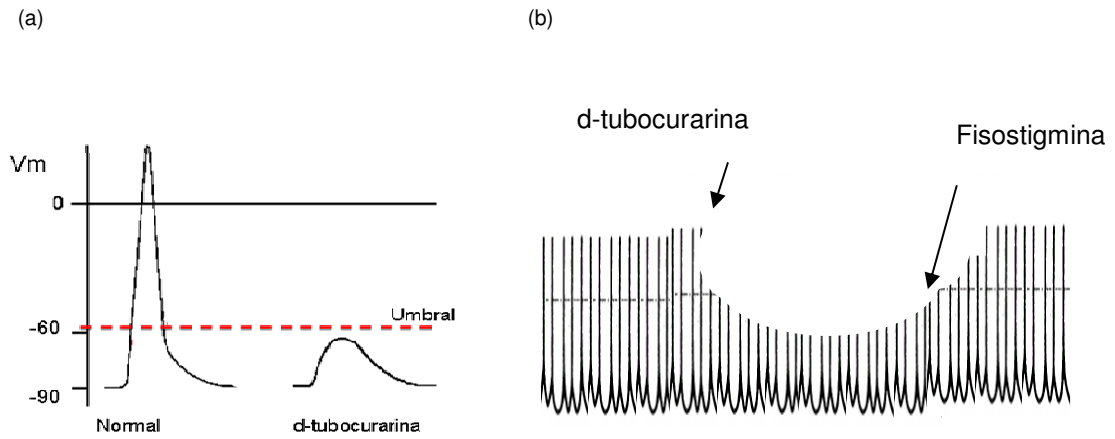 (a)
(b)
d-tubocurarina
Fisostigmina
Vm
0
Umbral
-60
-90
Normal
d-tubocurarina